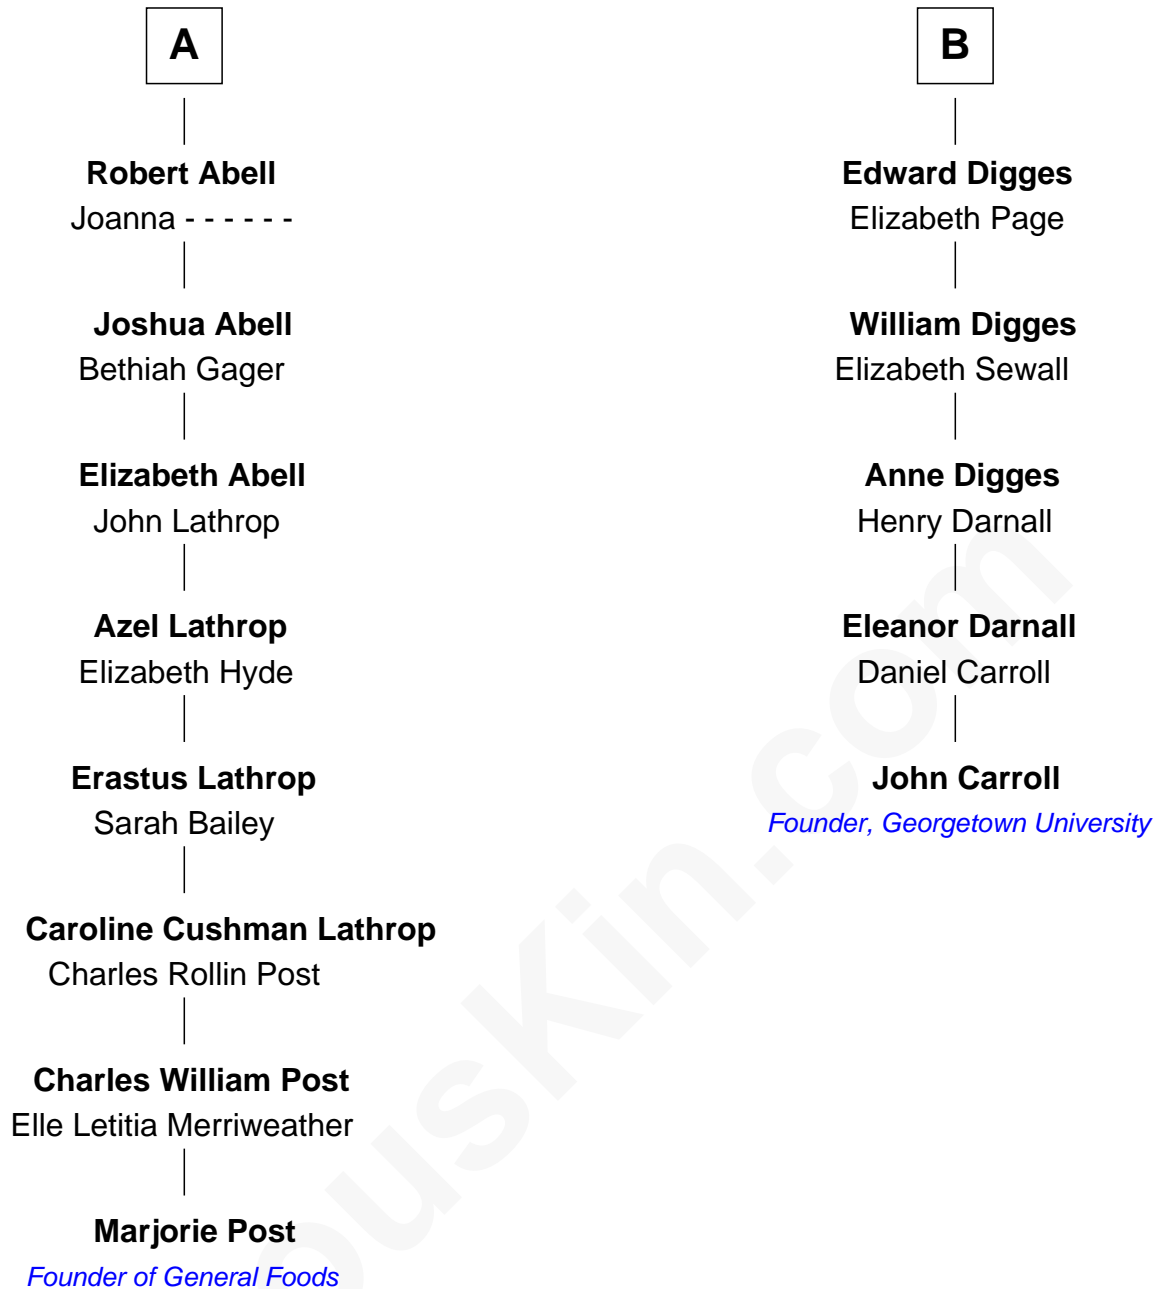 A
Robert Abell
Joanna - - - - - -
Joshua Abell
Bethiah Gager
Elizabeth Abell
John Lathrop
Azel Lathrop
Elizabeth Hyde
Erastus Lathrop
Sarah Bailey
Caroline Cushman Lathrop
Charles Rollin Post
Charles William Post
Elle Letitia Merriweather
Marjorie Post
Founder of General Foods
B
Edward Digges
Elizabeth Page
William Digges
Elizabeth Sewall
Anne Digges
Henry Darnall
Eleanor Darnall
Daniel Carroll
John Carroll
Founder, Georgetown University
ousKin.com